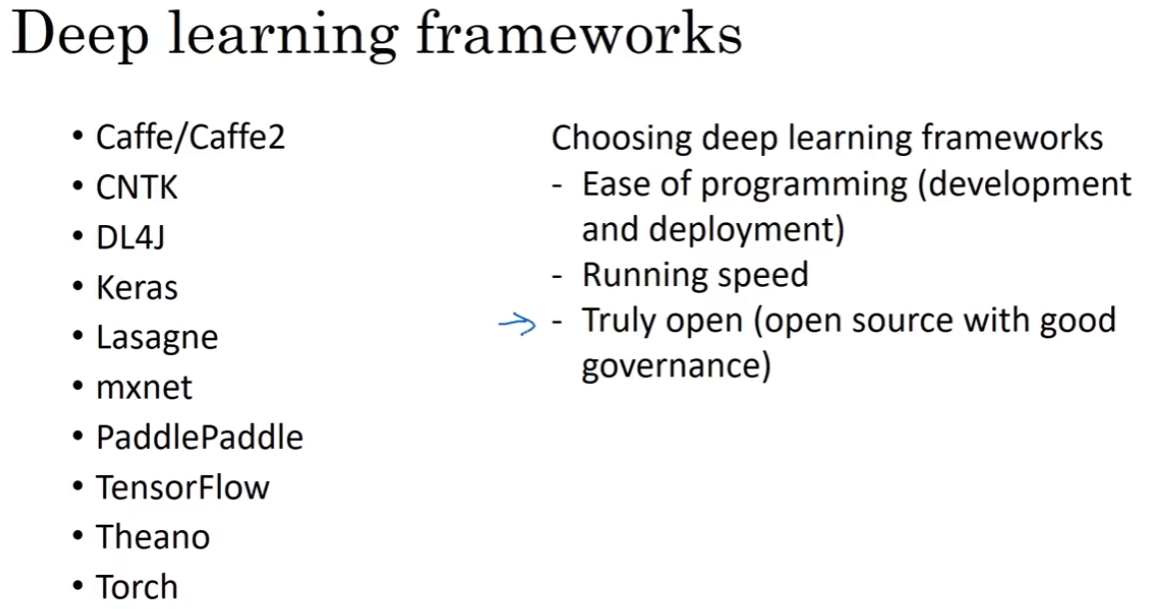 Deep learning frameworks
• Caffe/Caffe2
• CNTK
• DL4J
• Keras
• Lasagne
• mxnet
• PaddlePaddle
• TensorFlow
• Theano
• Torch
Choosing deep learning frameworks
- Ease of programming (development
and deployment)
- Running speed
- Truly open (open source with good
governance)